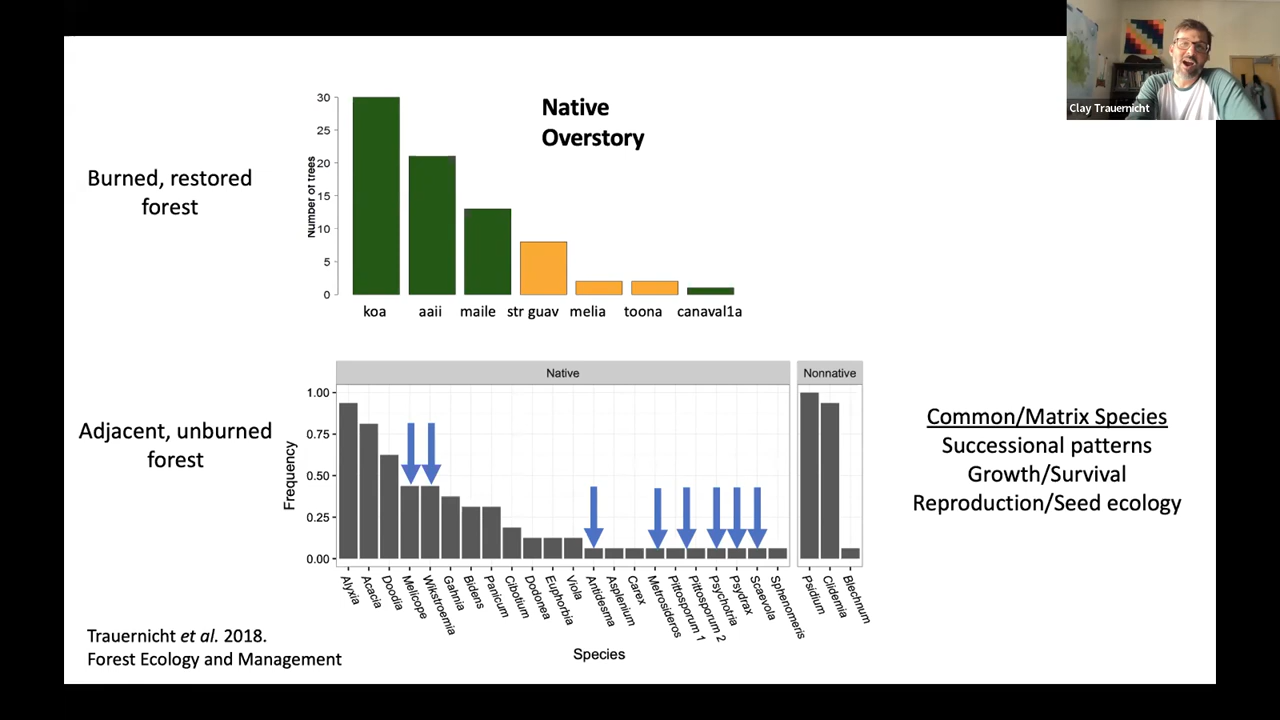 Clay Trauernicht
Native
Overstory
Burned, restored
forest
Number of trees
30
25
20
15
10
5
0
koa aaii maile str guav melia toona canaval1a
Adjacent, unburned
forest
Native Nonnative
Frequency
1.00
0.75
0.50
0.25
0.00
Alyxia Acacia Doodia Melicope Wikstroemia Gahnia Bidens Panicum Cibotium Dodonea Euphorbia Viola Antidesma Asplenium Carex Metrosideros Pittosporum 1 Pittosporum 2 Psychotria Psydrax Scaevola Sphenomeris Psidium Clidemia Blechnum
Species
Common/Matrix Species
Successional patterns
Growth/Survival
Reproduction/Seed ecology
Trauernicht et al. 2018.
Forest Ecology and Management